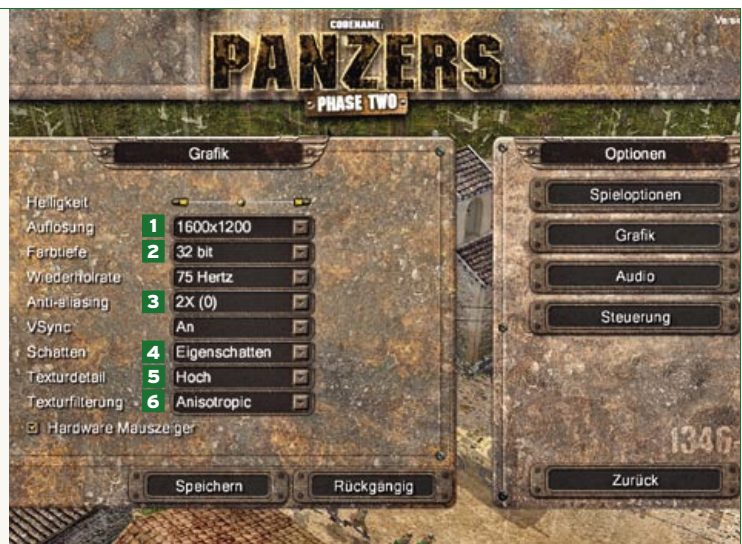 CODENAME:
PANZERS
PHASE TWO
Grafik
Helligkeit
Auflösung 1 1600x1200
Farbtiefe 2 32 bit
Wiederholrate 75 Hertz
Anti-aliasing 3 2X (0)
VSync An
Schatten 4 Eigenschatten
Texturdetail 5 Hoch
Texturfilterung 6 Anisotropic
Hardware Mauszeiger
Speichern Rückgängig
Optionen
Spieloptionen
Grafik
Audio
Steuerung
1346-
Zurück